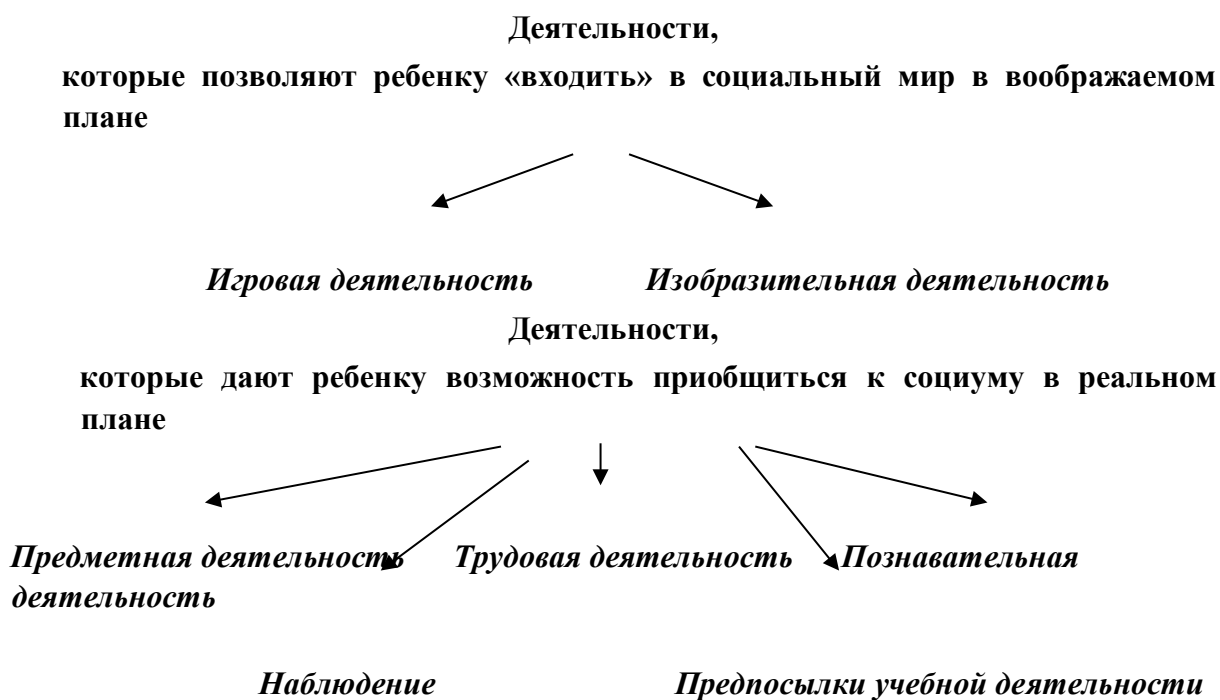 Деятельности,
которые позволяют ребенку «входить» в социальный мир в воображаемом
плане
Игровая деятельность Изобразительная деятельность
Деятельности,
которые дают ребенку возможность приобщиться к социуму в реальном
плане
Предметная деятельность Трудовая деятельность Познавательная
деятельность
Наблюдение Предпосылки учебной деятельности